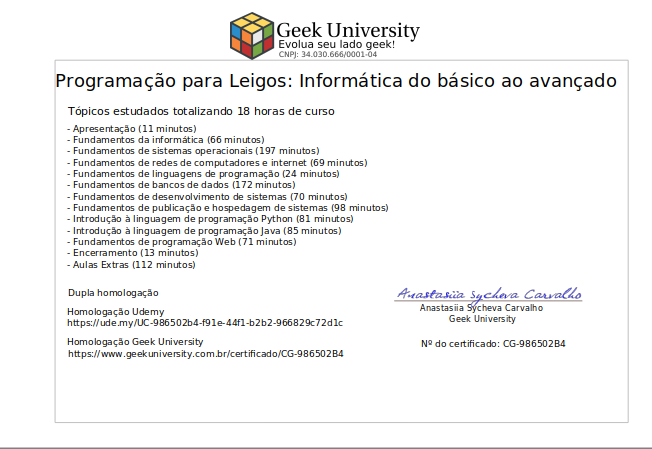 Geek University
Evolua seu lado geek!
CNPJ: 34.030.666/0001-04
Programação para Leigos: Informática do básico ao avançado
Tópicos estudados totalizando 18 horas de curso
- Apresentação (11 minutos)
- Fundamentos da informática (66 minutos)
- Fundamentos de sistemas operacionais (197 minutos)
- Fundamentos de redes de computadores e internet (69 minutos)
- Fundamentos de linguagens de programação (24 minutos)
- Fundamentos de bancos de dados (172 minutos)
- Fundamentos de desenvolvimento de sistemas (70 minutos)
- Fundamentos de publicação e hospedagem de sistemas (98 minutos)
- Introdução à linguagem de programação Python (81 minutos)
- Introdução à linguagem de programação Java (85 minutos)
- Fundamentos de programação Web (71 minutos)
- Encerramento (13 minutos)
- Aulas Extras (112 minutos)
Dupla homologação
Homologação Udemy
https://ude.my/UC-986502b4-f91e-44f1-b2b2-966829c72d1c
Homologação Geek University
https://www.geekuniversity.com.br/certificado/CG-986502B4
Anastasiia Sycheva Carvalho
Anastasiia Sycheva Carvalho
Geek University
Nº do certificado: CG-986502B4